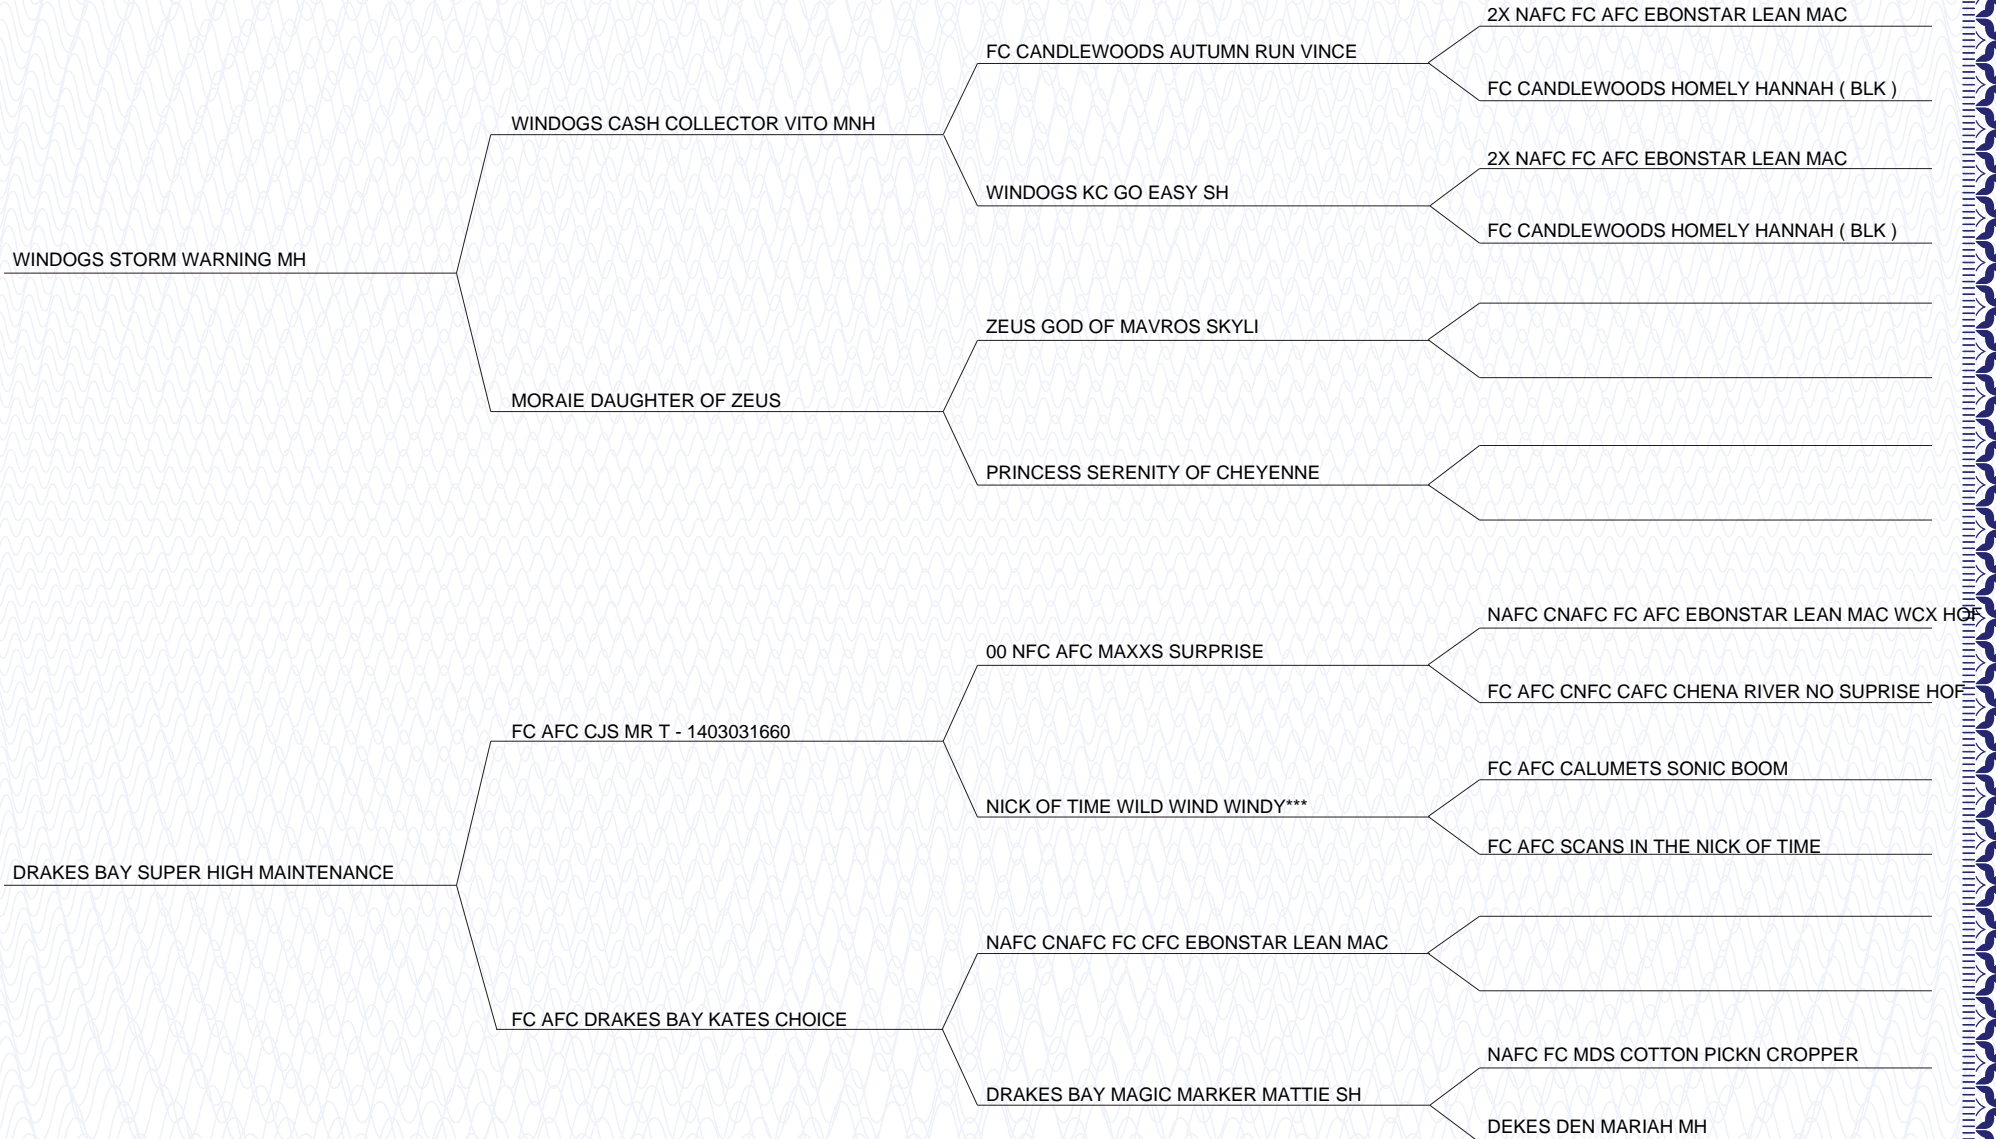 2X NAFC FC AFC EBONSTAR LEAN MAC
FC CANDLEWOODS AUTUMN RUN VINCE
FC CANDLEWOODS HOMELY HANNAH ( BLK )
WINDOGS CASH COLLECTOR VITO MNH
2X NAFC FC AFC EBONSTAR LEAN MAC
WINDOGS KC GO EASY SH
FC CANDLEWOODS HOMELY HANNAH ( BLK )
WINDOGS STORM WARNING MH
ZEUS GOD OF MAVROS SKYLI
MORAIE DAUGHTER OF ZEUS
PRINCESS SERENITY OF CHEYENNE
NAFC CNAFC FC AFC EBONSTAR LEAN MAC WCX HOF
00 NFC AFC MAXXS SURPRISE
FC AFC CNFC CAFC CHENA RIVER NO SUPRISE HOF
FC AFC CJS MR T - 1403031660
FC AFC CALUMETS SONIC BOOM
NICK OF TIME WILD WIND WINDY***
FC AFC SCANS IN THE NICK OF TIME
DRAKES BAY SUPER HIGH MAINTENANCE
NAFC CNAFC FC CFC EBONSTAR LEAN MAC
FC AFC DRAKES BAY KATES CHOICE
NAFC FC MDS COTTON PICKN CROPPER
DRAKES BAY MAGIC MARKER MATTIE SH
DEKES DEN MARIAH MH